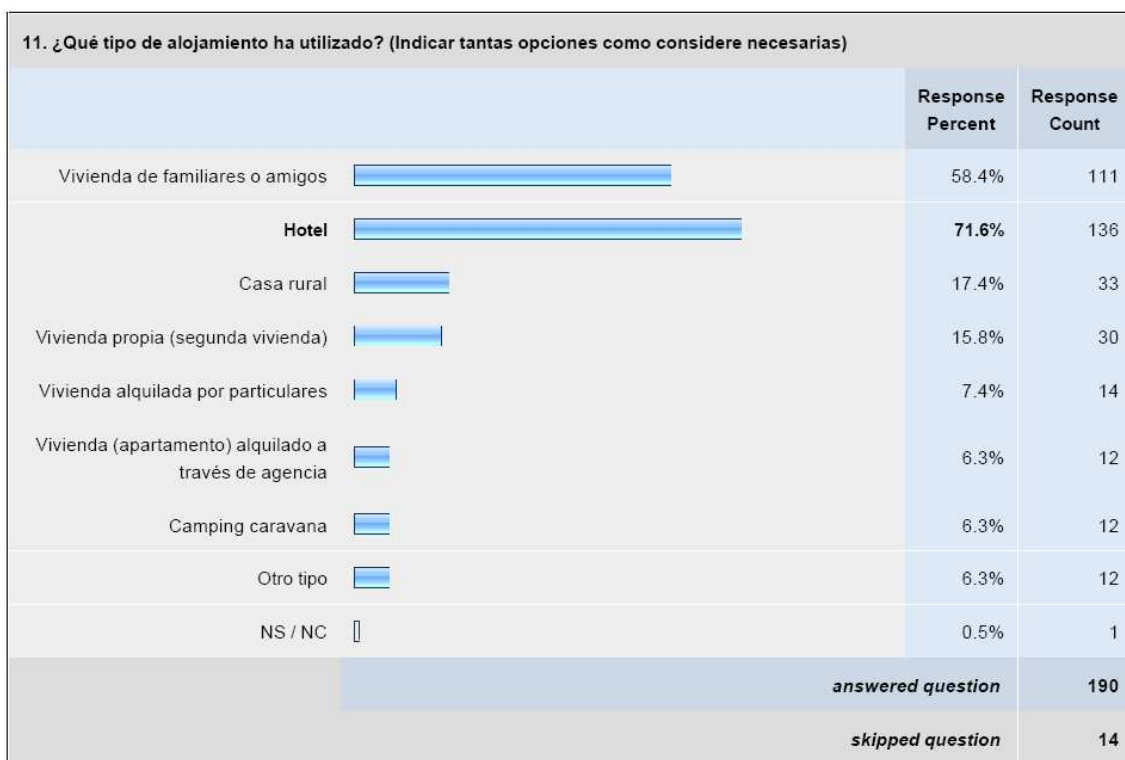 11. ¿Qué tipo de alojamiento ha utilizado? (Indicar tantas opciones como considere necesarias)
Response Percent
Response Count
Vivienda de familiares o amigos 58.4% 111
Hotel 71.6% 136
Casa rural 17.4% 33
Vivienda propia (segunda vivienda) 15.8% 30
Vivienda alquilada por particulares 7.4% 14
Vivienda (apartamento) alquilado a
través de agencia 6.3% 12
Camping caravana 6.3% 12
Otro tipo 6.3% 12
NS / NC 0.5% 1
answered question 190
skipped question 14